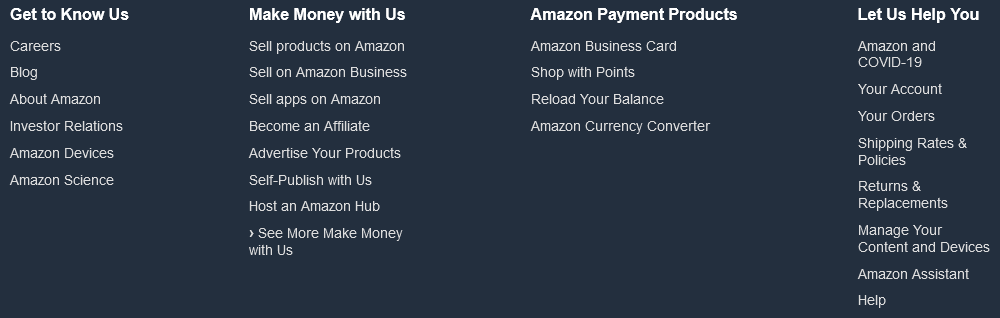 Get to Know Us
Careers
Blog
About Amazon
Investor Relations
Amazon Devices
Amazon Science
Make Money with Us
Sell products on Amazon
Sell on Amazon Business
Sell apps on Amazon
Become an Affiliate
Advertise Your Products
Self-Publish with Us
Host an Amazon Hub
› See More Make Money
with Us
Amazon Payment Products
Amazon Business Card
Shop with Points
Reload Your Balance
Amazon Currency Converter
Let Us Help You
Amazon and
COVID-19
Your Account
Your Orders
Shipping Rates &
Policies
Returns &
Replacements
Manage Your
Content and Devices
Amazon Assistant
Help